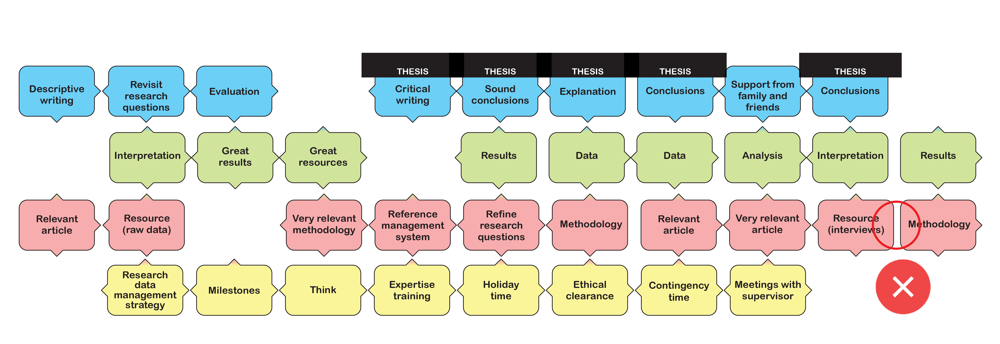 THESIS
THESIS
THESIS
THESIS
THESIS
Descriptive
writing
Revisit
research
questions
Evaluation
Critical
writing
Sound
conclusions
Explanation
Conclusions
Support from
family and
friends
Conclusions
Interpretation
Great
results
Great
resources
Results
Data
Data
Analysis
Interpretation
Results
Relevant
article
Resource
(raw data)
Very relevant
methodology
Reference
management
system
Refine
research
questions
Methodology
Relevant
article
Very relevant
article
Resource
(interviews)
Methodology
Research
data
management
strategy
Milestones
Think
Expertise
training
Holiday
time
Ethical
clearance
Contingency
time
Meetings with
supervisor